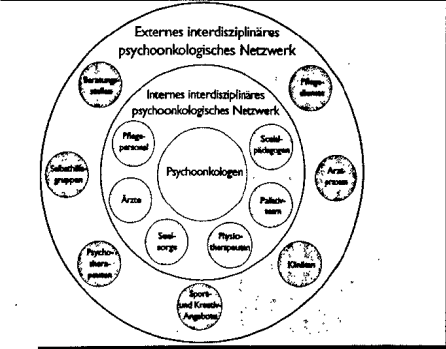 Externes interdisziplinäres
psychoonkologisches Netzwerk
Beratungs-
stellen
Pflege-
dienste
Internes interdisziplinäres
psychoonkologisches Netzwerk
Pflege-
personal
Sozial-
pädagogen
Psychoonkologen
Selbsthilfe-
gruppen
Arzt-
praxen
Ärzte
Palliativ-
team
Seel-
sorge
Physio-
therapeuten
Psycho-
thera-
peuten
Kliniken
Sport-
und Kreativ-
Angebote